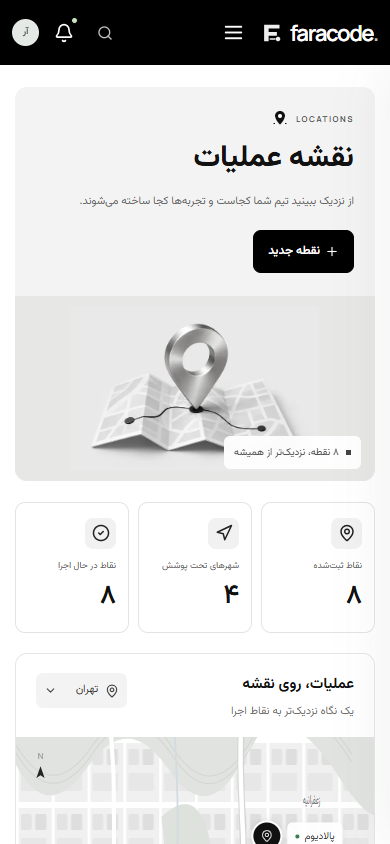 faracode.
آر
LOCATIONS
نقشه عملیات
از نزدیک ببینید تیم شما کجاست و تجربه‌ها کجا ساخته می‌شوند.
+ نقطه جدید
۸ نقطه، نزدیک‌تر از همیشه
نقاط ثبت‌شده
۸
شهرهای تحت پوشش
۴
نقاط در حال اجرا
۸
عملیات، روی نقشه
یک نگاه نزدیک‌تر به نقاط اجرا
تهران
N
زعفرانیه
پالادیوم